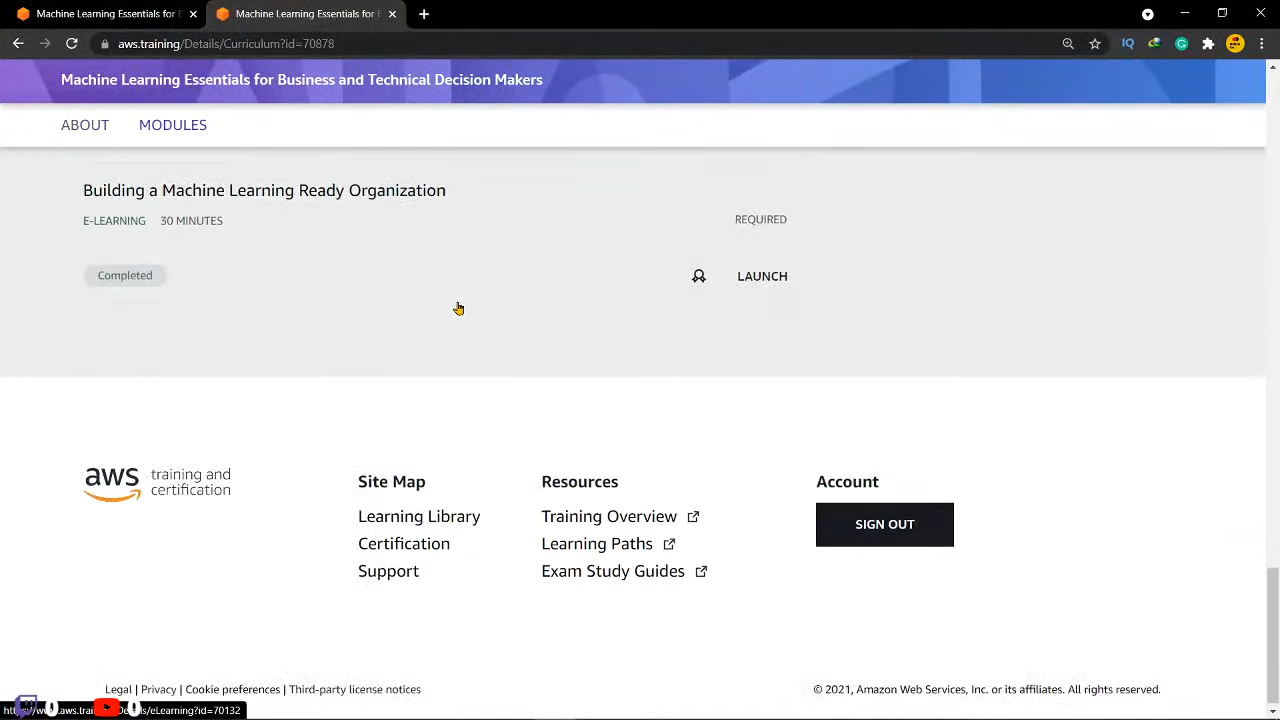 Machine Learning Essentials for B
Machine Learning Essentials for E
aws.training/Details/Curriculum?id=70878
Machine Learning Essentials for Business and Technical Decision Makers
ABOUT MODULES
Building a Machine Learning Ready Organization
E-LEARNING 30 MINUTES REQUIRED
Completed LAUNCH
aws training and certification
Site Map
Learning Library
Certification
Support
Resources
Training Overview
Learning Paths
Exam Study Guides
Account
SIGN OUT
Legal | Privacy | Cookie preferences | Third-party license notices
© 2021, Amazon Web Services, Inc. or its affiliates. All rights reserved.
0 0